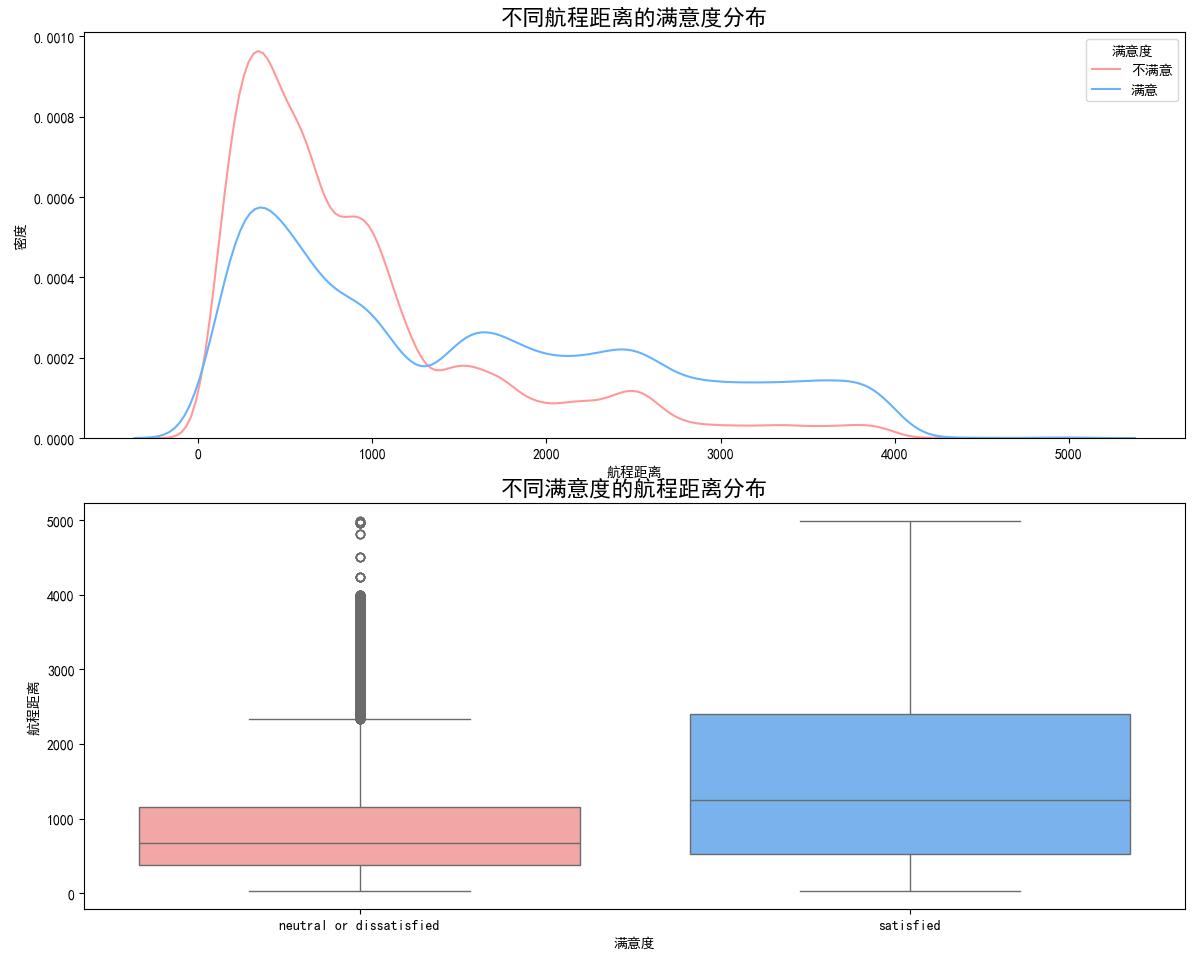 不同航程距离的满意度分布
0.0010
0.0008
0.0006
0.0004
0.0002
0.0000
密度
满意度
不满意
满意
0 1000 2000 3000 4000 5000
航程距离
不同满意度的航程距离分布
5000
4000
3000
2000
1000
0
航程距离
neutral or dissatisfied satisfied
满意度